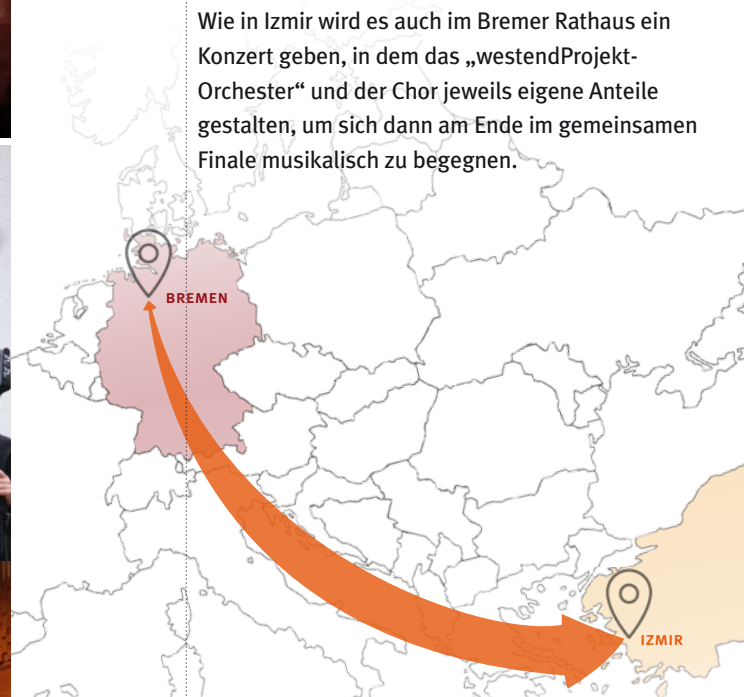 Wie in Izmir wird es auch im Bremer Rathaus ein
Konzert geben, in dem das „westendProjekt-
Orchester“ und der Chor jeweils eigene Anteile
gestalten, um sich dann am Ende im gemeinsamen
Finale musikalisch zu begegnen.
BREMEN
IZMIR